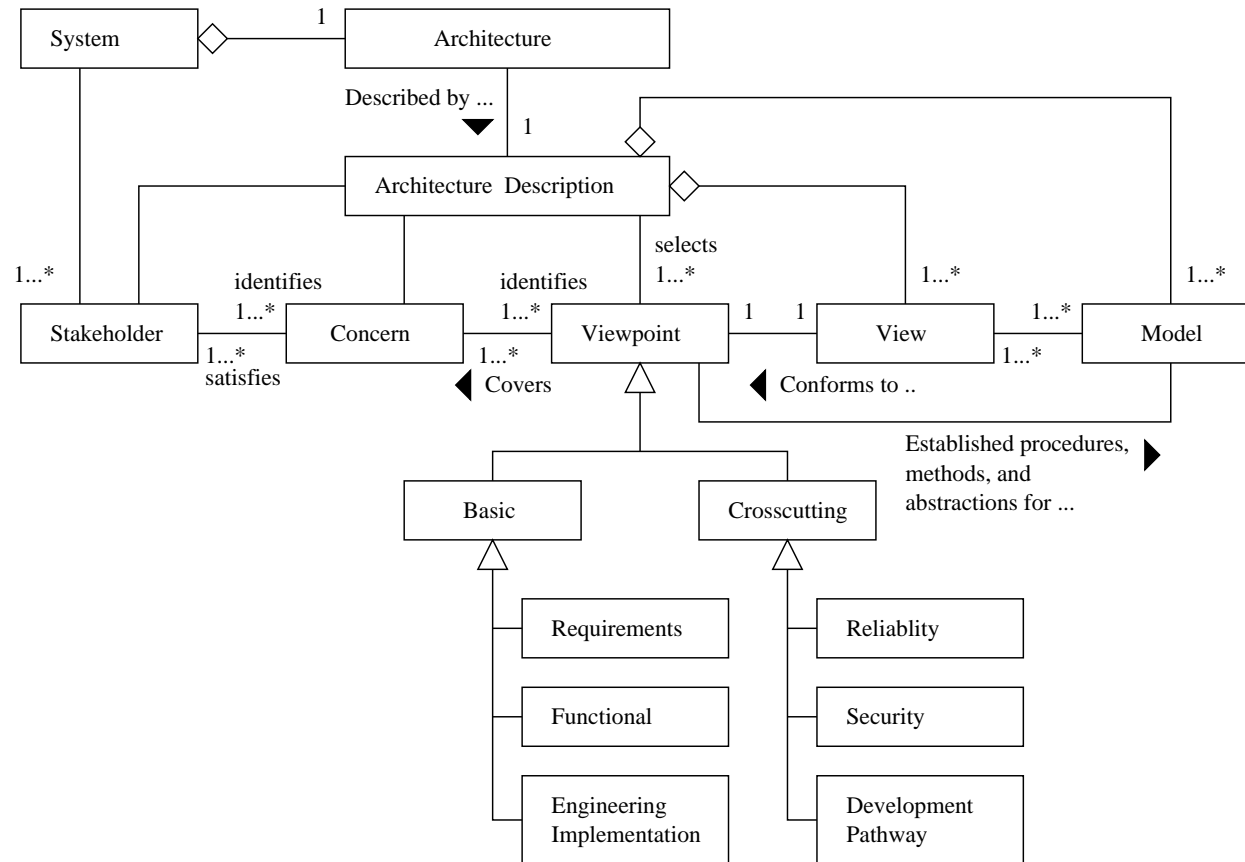 System
1
Architecture
Described by ...
1
Architecture Description
selects
1...*
identifies
1...*
identifies
1...*
1...*
1...*
1...*
Stakeholder
Concern
Viewpoint
1
1
View
1...*
Model
1...*
satisfies
1...*
Covers
Conforms to ..
1...*
Established procedures,
methods, and
abstractions for ...
Basic
Crosscutting
Requirements
Reliablity
Functional
Security
Engineering
Implementation
Development
Pathway